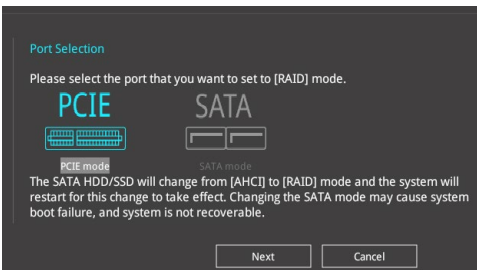 Port Selection
Please select the port that you want to set to [RAID] mode.
PCIE SATA
PCIE mode SATA mode
The SATA HDD/SSD will change from [AHCI] to [RAID] mode and the system will
restart for this change to take effect. Changing the SATA mode may cause system
boot failure, and system is not recoverable.
Next Cancel